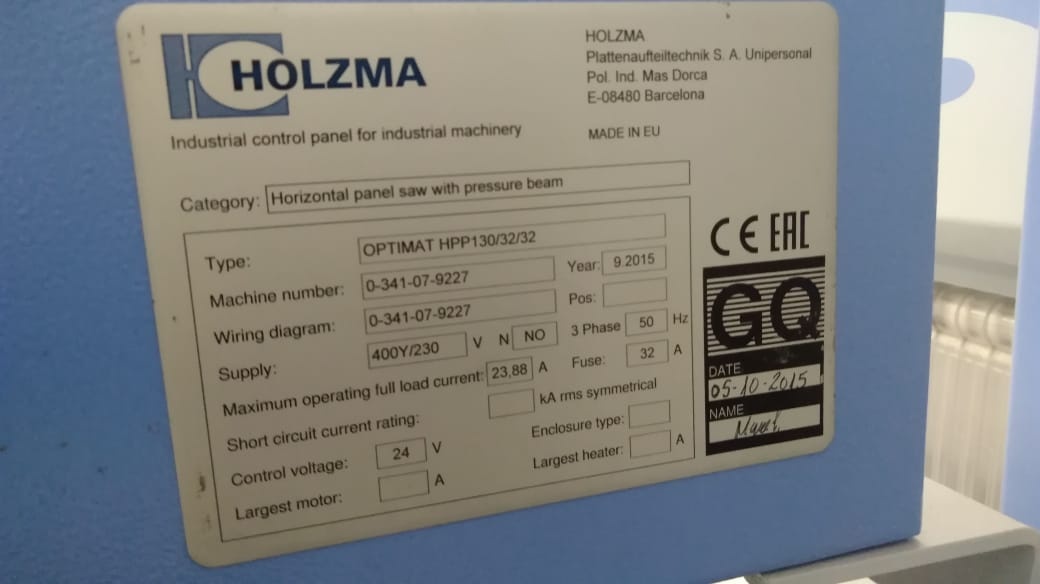 HOLZMA
HOLZMA
Plattenaufteiltechnik S. A. Unipersonal
Pol. Ind. Mas Dorca
E-08480 Barcelona
Industrial control panel for industrial machinery
MADE IN EU
Category: Horizontal panel saw with pressure beam
Type: OPTIMAT HPP130/32/32
Machine number: 0-341-07-9227 Year: 9.2015
Wiring diagram: 0-341-07-9227 Pos:
Supply: 400Y/230 V N NO 3 Phase 50 Hz
Maximum operating full load current: 23,88 A Fuse: 32 A
Short circuit current rating: kA rms symmetrical
Control voltage: 24 V Enclosure type:
Largest motor: A Largest heater: A
CE EAC
GQ
DATE
05-10-2015
NAME